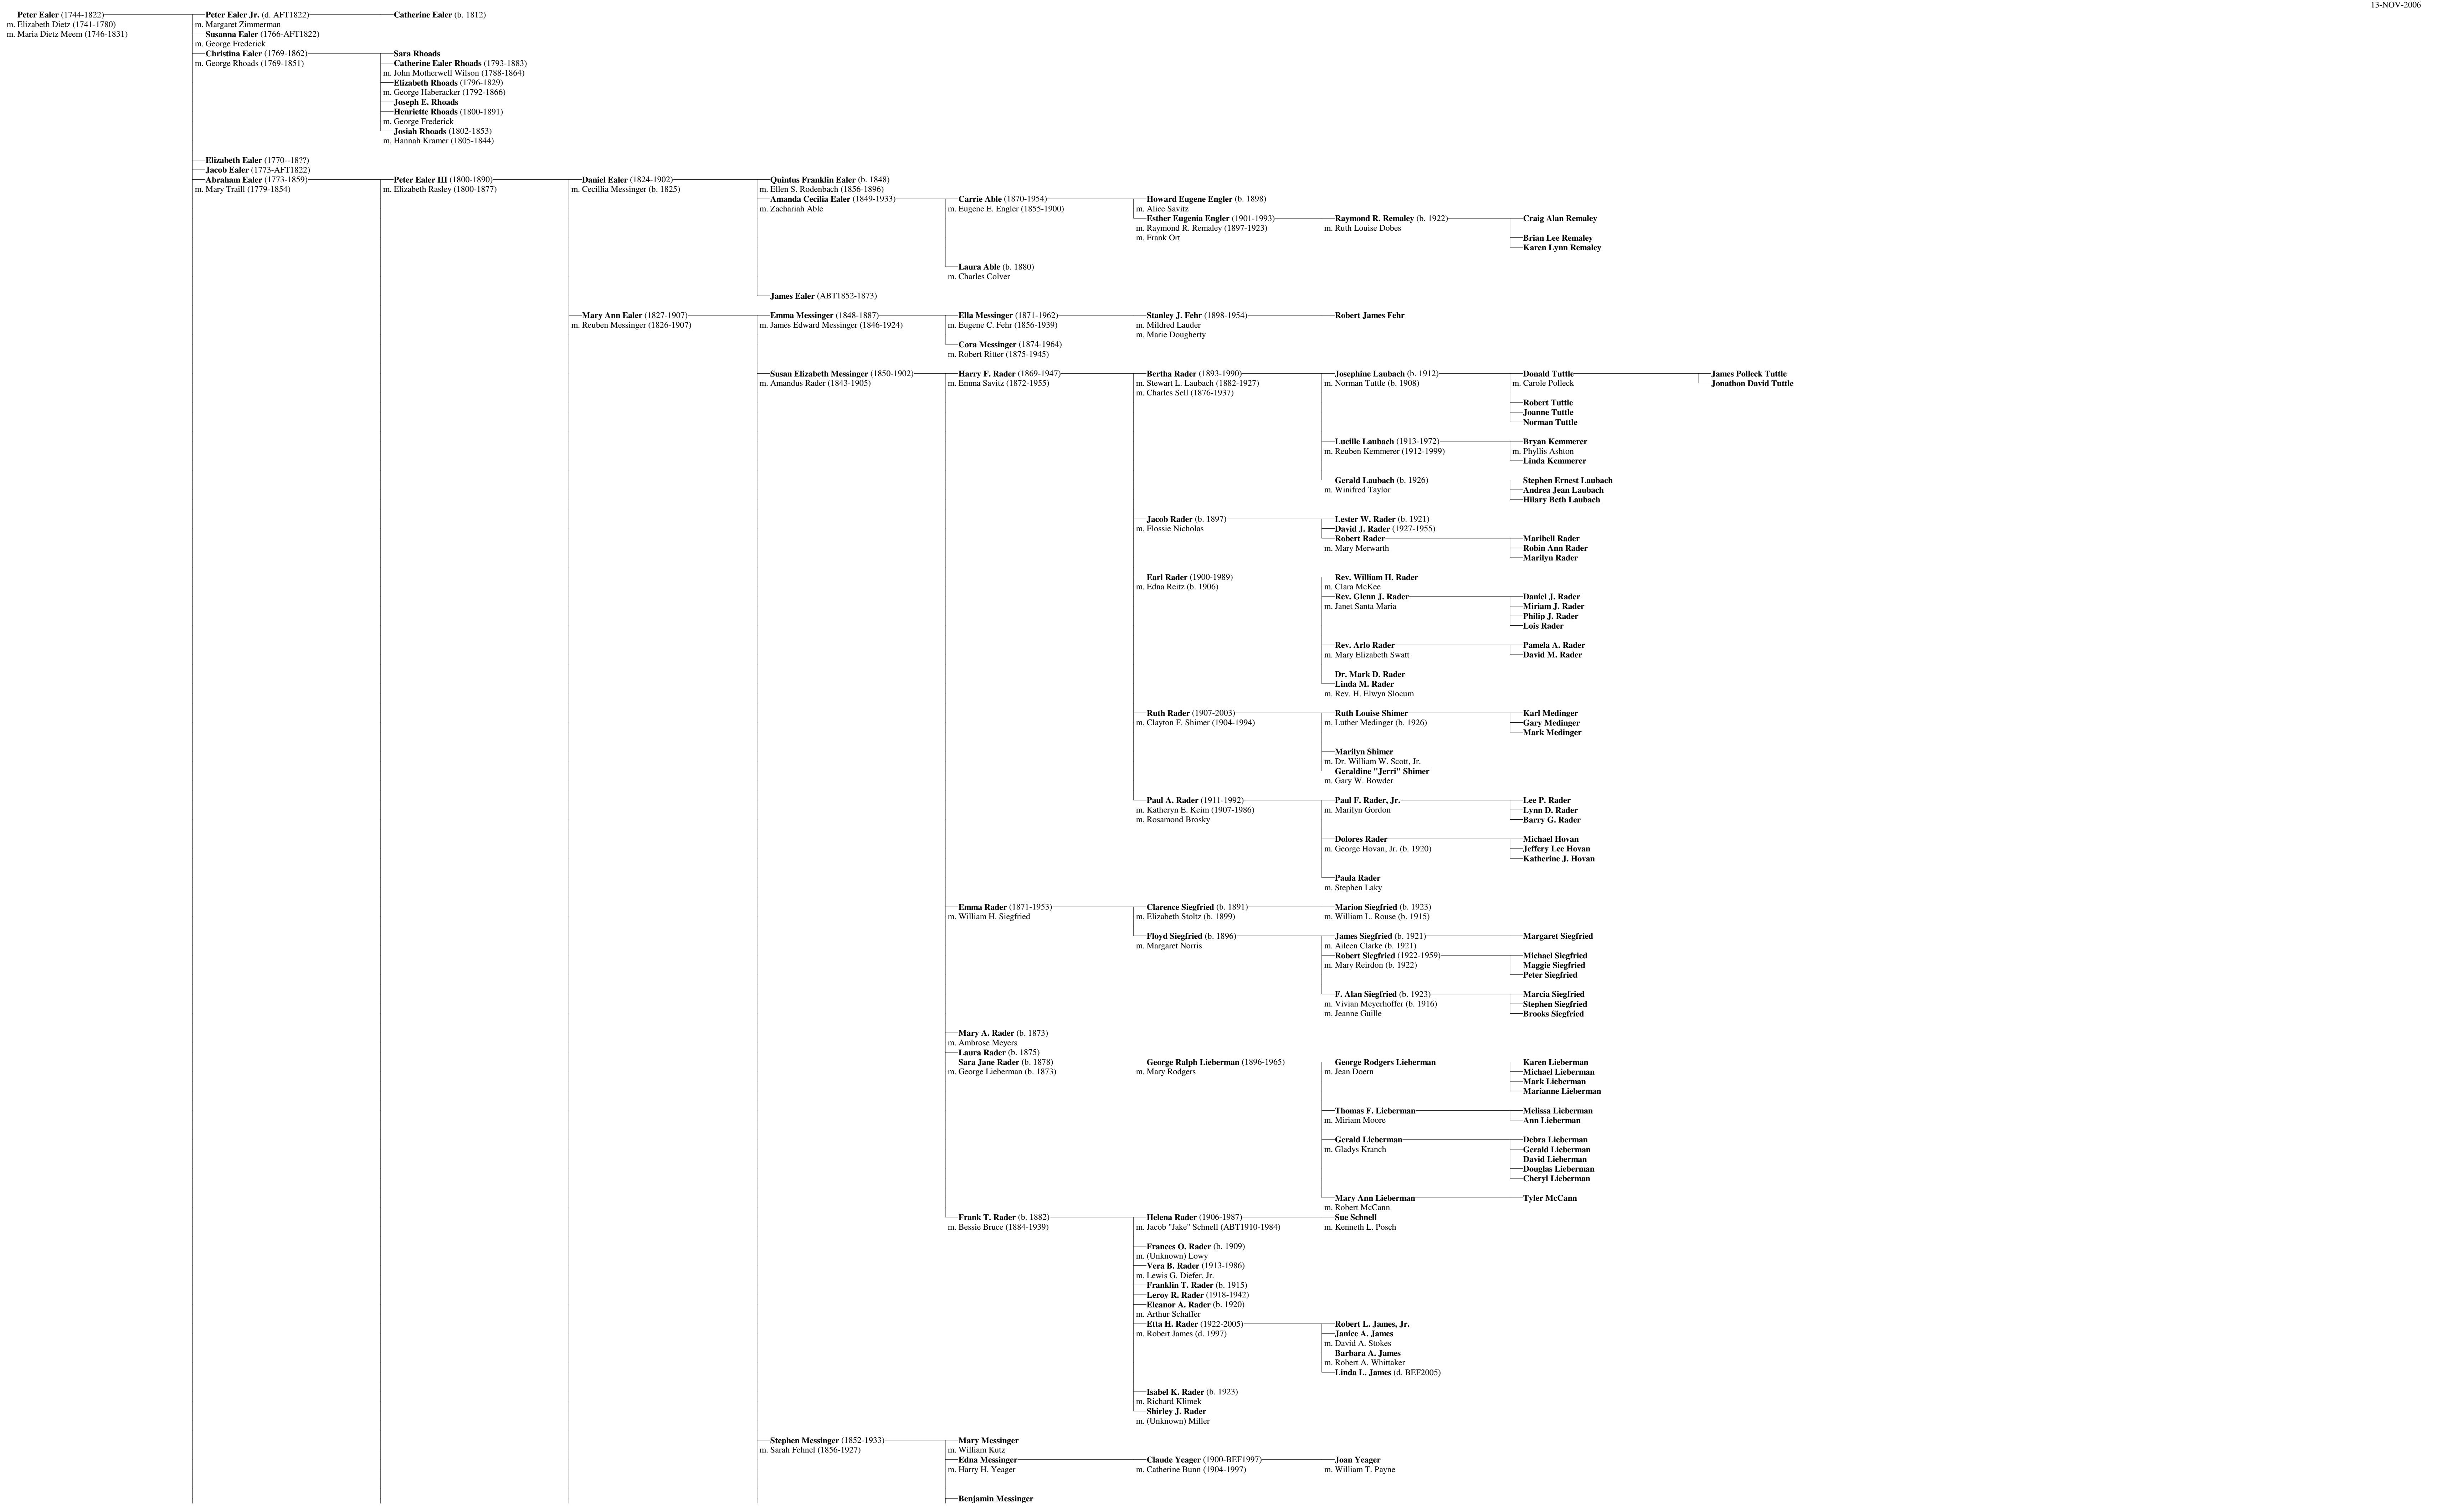 13-NOV-2006
Peter Ealer (1744-1822) Peter Ealer Jr. (d. AFT1822) Catherine Ealer (b. 1812)
m. Elizabeth Dietz (1741-1780) m. Margaret Zimmerman
m. Maria Dietz Meem (1746-1831) Susanna Ealer (1766-AFT1822)
m. George Frederick
Christina Ealer (1769-1862) Sara Rhoads
m. George Rhoads (1769-1851) Catherine Ealer Rhoads (1793-1883)
m. John Motherwell Wilson (1788-1864)
Elizabeth Rhoads (1796-1829)
m. George Haberacker (1792-1866)
Joseph E. Rhoads
Henriette Rhoads (1800-1891)
m. George Frederick
Josiah Rhoads (1802-1853)
m. Hannah Kramer (1805-1844)
Elizabeth Ealer (1770--18??)
Jacob Ealer (1773-AFT1822)
Abraham Ealer (1773-1859) Peter Ealer III (1800-1890) Daniel Ealer (1824-1902) Quintus Franklin Ealer (b. 1848)
m. Mary Traill (1779-1854) m. Elizabeth Rasley (1800-1877) m. Cecillia Messinger (b. 1825) m. Ellen S. Rodenbach (1856-1896)
Amanda Cecilia Ealer (1849-1933) Carrie Able (1870-1954) Howard Eugene Engler (b. 1898)
m. Zachariah Able m. Eugene E. Engler (1855-1900) m. Alice Savitz
Esther Eugenia Engler (1901-1993) Raymond R. Remaley (b. 1922) Craig Alan Remaley
m. Raymond R. Remaley (1897-1923) m. Ruth Louise Dobes
m. Frank Ort Brian Lee Remaley
Karen Lynn Remaley
Laura Able (b. 1880)
m. Charles Colver
James Ealer (ABT1852-1873)
Mary Ann Ealer (1827-1907) Emma Messinger (1848-1887) Ella Messinger (1871-1962) Stanley J. Fehr (1898-1954) Robert James Fehr
m. Reuben Messinger (1826-1907) m. James Edward Messinger (1846-1924) m. Eugene C. Fehr (1856-1939) m. Mildred Lauder
m. Marie Dougherty
Cora Messinger (1874-1964)
m. Robert Ritter (1875-1945)
Susan Elizabeth Messinger (1850-1902) Harry F. Rader (1869-1947) Bertha Rader (1893-1990) Josephine Laubach (b. 1912) Donald Tuttle James Polleck Tuttle
m. Amandus Rader (1843-1905) m. Emma Savitz (1872-1955) m. Stewart L. Laubach (1882-1927) m. Norman Tuttle (b. 1908) m. Carole Polleck Jonathon David Tuttle
m. Charles Sell (1876-1937)
Robert Tuttle
Joanne Tuttle
Norman Tuttle
Lucille Laubach (1913-1972) Bryan Kemmerer
m. Reuben Kemmerer (1912-1999) m. Phyllis Ashton
Linda Kemmerer
Gerald Laubach (b. 1926) Stephen Ernest Laubach
m. Winifred Taylor Andrea Jean Laubach
Hilary Beth Laubach
Jacob Rader (b. 1897) Lester W. Rader (b. 1921)
m. Flossie Nicholas David J. Rader (1927-1955)
Robert Rader Maribell Rader
m. Mary Merwarth Robin Ann Rader
Marilyn Rader
Earl Rader (1900-1989) Rev. William H. Rader
m. Edna Reitz (b. 1906) m. Clara McKee
Rev. Glenn J. Rader Daniel J. Rader
m. Janet Santa Maria Miriam J. Rader
Philip J. Rader
Lois Rader
Rev. Arlo Rader Pamela A. Rader
m. Mary Elizabeth Swatt David M. Rader
Dr. Mark D. Rader
Linda M. Rader
m. Rev. H. Elwyn Slocum
Ruth Rader (1907-2003) Ruth Louise Shimer Karl Medinger
m. Clayton F. Shimer (1904-1994) m. Luther Medinger (b. 1926) Gary Medinger
Mark Medinger
Marilyn Shimer
m. Dr. William W. Scott, Jr.
Geraldine "Jerri" Shimer
m. Gary W. Bowder
Paul A. Rader (1911-1992) Paul F. Rader, Jr. Lee P. Rader
m. Katheryn E. Keim (1907-1986) m. Marilyn Gordon Lynn D. Rader
m. Rosamond Brosky Barry G. Rader
Dolores Rader Michael Hovan
m. George Hovan, Jr. (b. 1920) Jeffery Lee Hovan
Katherine J. Hovan
Paula Rader
m. Stephen Laky
Emma Rader (1871-1953) Clarence Siegfried (b. 1891) Marion Siegfried (b. 1923)
m. William H. Siegfried m. Elizabeth Stoltz (b. 1899) m. William L. Rouse (b. 1915)
Floyd Siegfried (b. 1896) James Siegfried (b. 1921) Margaret Siegfried
m. Margaret Norris m. Aileen Clarke (b. 1921)
Robert Siegfried (1922-1959) Michael Siegfried
m. Mary Reirdon (b. 1922) Maggie Siegfried
Peter Siegfried
F. Alan Siegfried (b. 1923) Marcia Siegfried
m. Vivian Meyerhoffer (b. 1916) Stephen Siegfried
m. Jeanne Guille Brooks Siegfried
Mary A. Rader (b. 1873)
m. Ambrose Meyers
Laura Rader (b. 1875)
Sara Jane Rader (b. 1878) George Ralph Lieberman (1896-1965) George Rodgers Lieberman Karen Lieberman
m. George Lieberman (b. 1873) m. Mary Rodgers m. Jean Doern Michael Lieberman
Mark Lieberman
Marianne Lieberman
Thomas F. Lieberman Melissa Lieberman
m. Miriam Moore Ann Lieberman
Gerald Lieberman Debra Lieberman
m. Gladys Kranch Gerald Lieberman
David Lieberman
Douglas Lieberman
Cheryl Lieberman
Mary Ann Lieberman Tyler McCann
m. Robert McCann
Frank T. Rader (b. 1882) Helena Rader (1906-1987) Sue Schnell
m. Bessie Bruce (1884-1939) m. Jacob "Jake" Schnell (ABT1910-1984) m. Kenneth L. Posch
Frances O. Rader (b. 1909)
m. (Unknown) Lowy
Vera B. Rader (1913-1986)
m. Lewis G. Diefer, Jr.
Franklin T. Rader (b. 1915)
Leroy R. Rader (1918-1942)
Eleanor A. Rader (b. 1920)
m. Arthur Schaffer
Etta H. Rader (1922-2005) Robert L. James, Jr.
m. Robert James (d. 1997) Janice A. James
m. David A. Stokes
Barbara A. James
m. Robert A. Whittaker
Linda L. James (d. BEF2005)
Isabel K. Rader (b. 1923)
m. Richard Klimek
Shirley J. Rader
m. (Unknown) Miller
Stephen Messinger (1852-1933) Mary Messinger
m. Sarah Fehnel (1856-1927) m. William Kutz
Edna Messinger Claude Yeager (1900-BEF1997) Joan Yeager
m. Harry H. Yeager m. Catherine Bunn (1904-1997) m. William T. Payne
Benjamin Messinger